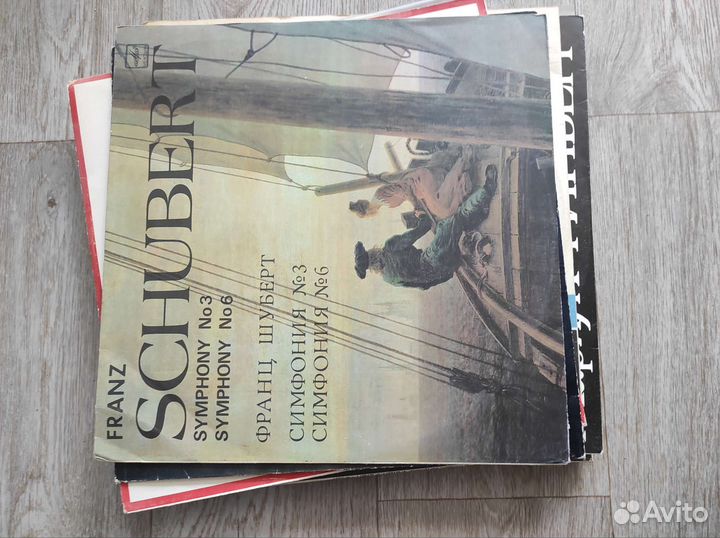 FRANZ
SCHUBERT
SYMPHONY No3
SYMPHONY No6
ФРАНЦ ШУБЕРТ
СИМФОНИЯ №3
СИМФОНИЯ №6
Avito